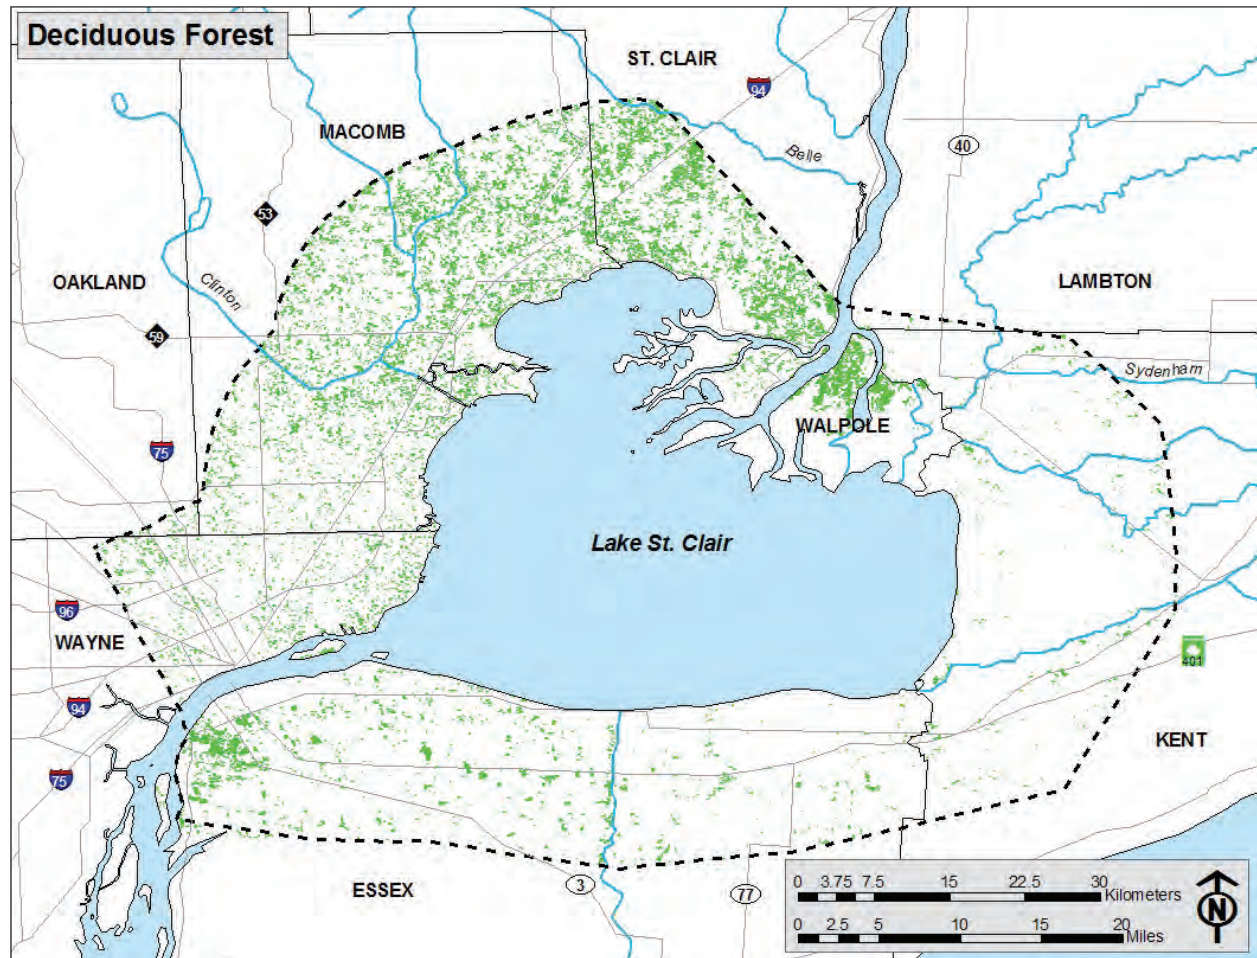 Deciduous Forest
ST. CLAIR
94
MACOMB
40
Belle
53
OAKLAND
Clinton
LAMBTON
59
Sydenham
WALPOLE
75
Lake St. Clair
96
WAYNE
401
94
KENT
75
ESSEX
3
77
0 3.75 7.5 15 22.5 30
Kilometers
0 2.5 5 10 15 20
Miles
N